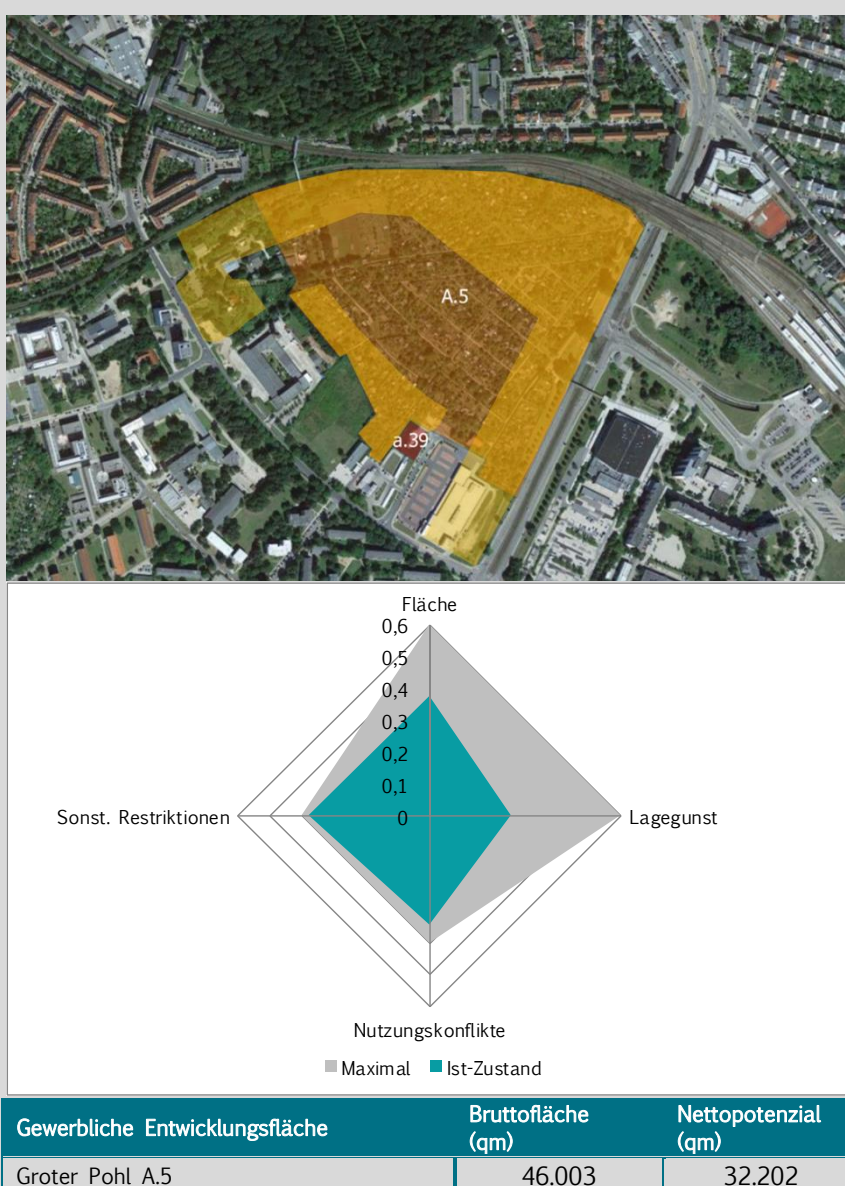 A.5
a.39
Fläche
0,6
0,5
0,4
0,3
0,2
0,1
0
Sonst. Restriktionen
Lagegunst
Nutzungskonflikte
Maximal Ist-Zustand
Gewerbliche Entwicklungsfläche Bruttofläche (qm) Nettopotenzial (qm)
Groter Pohl A.5 46.003 32.202